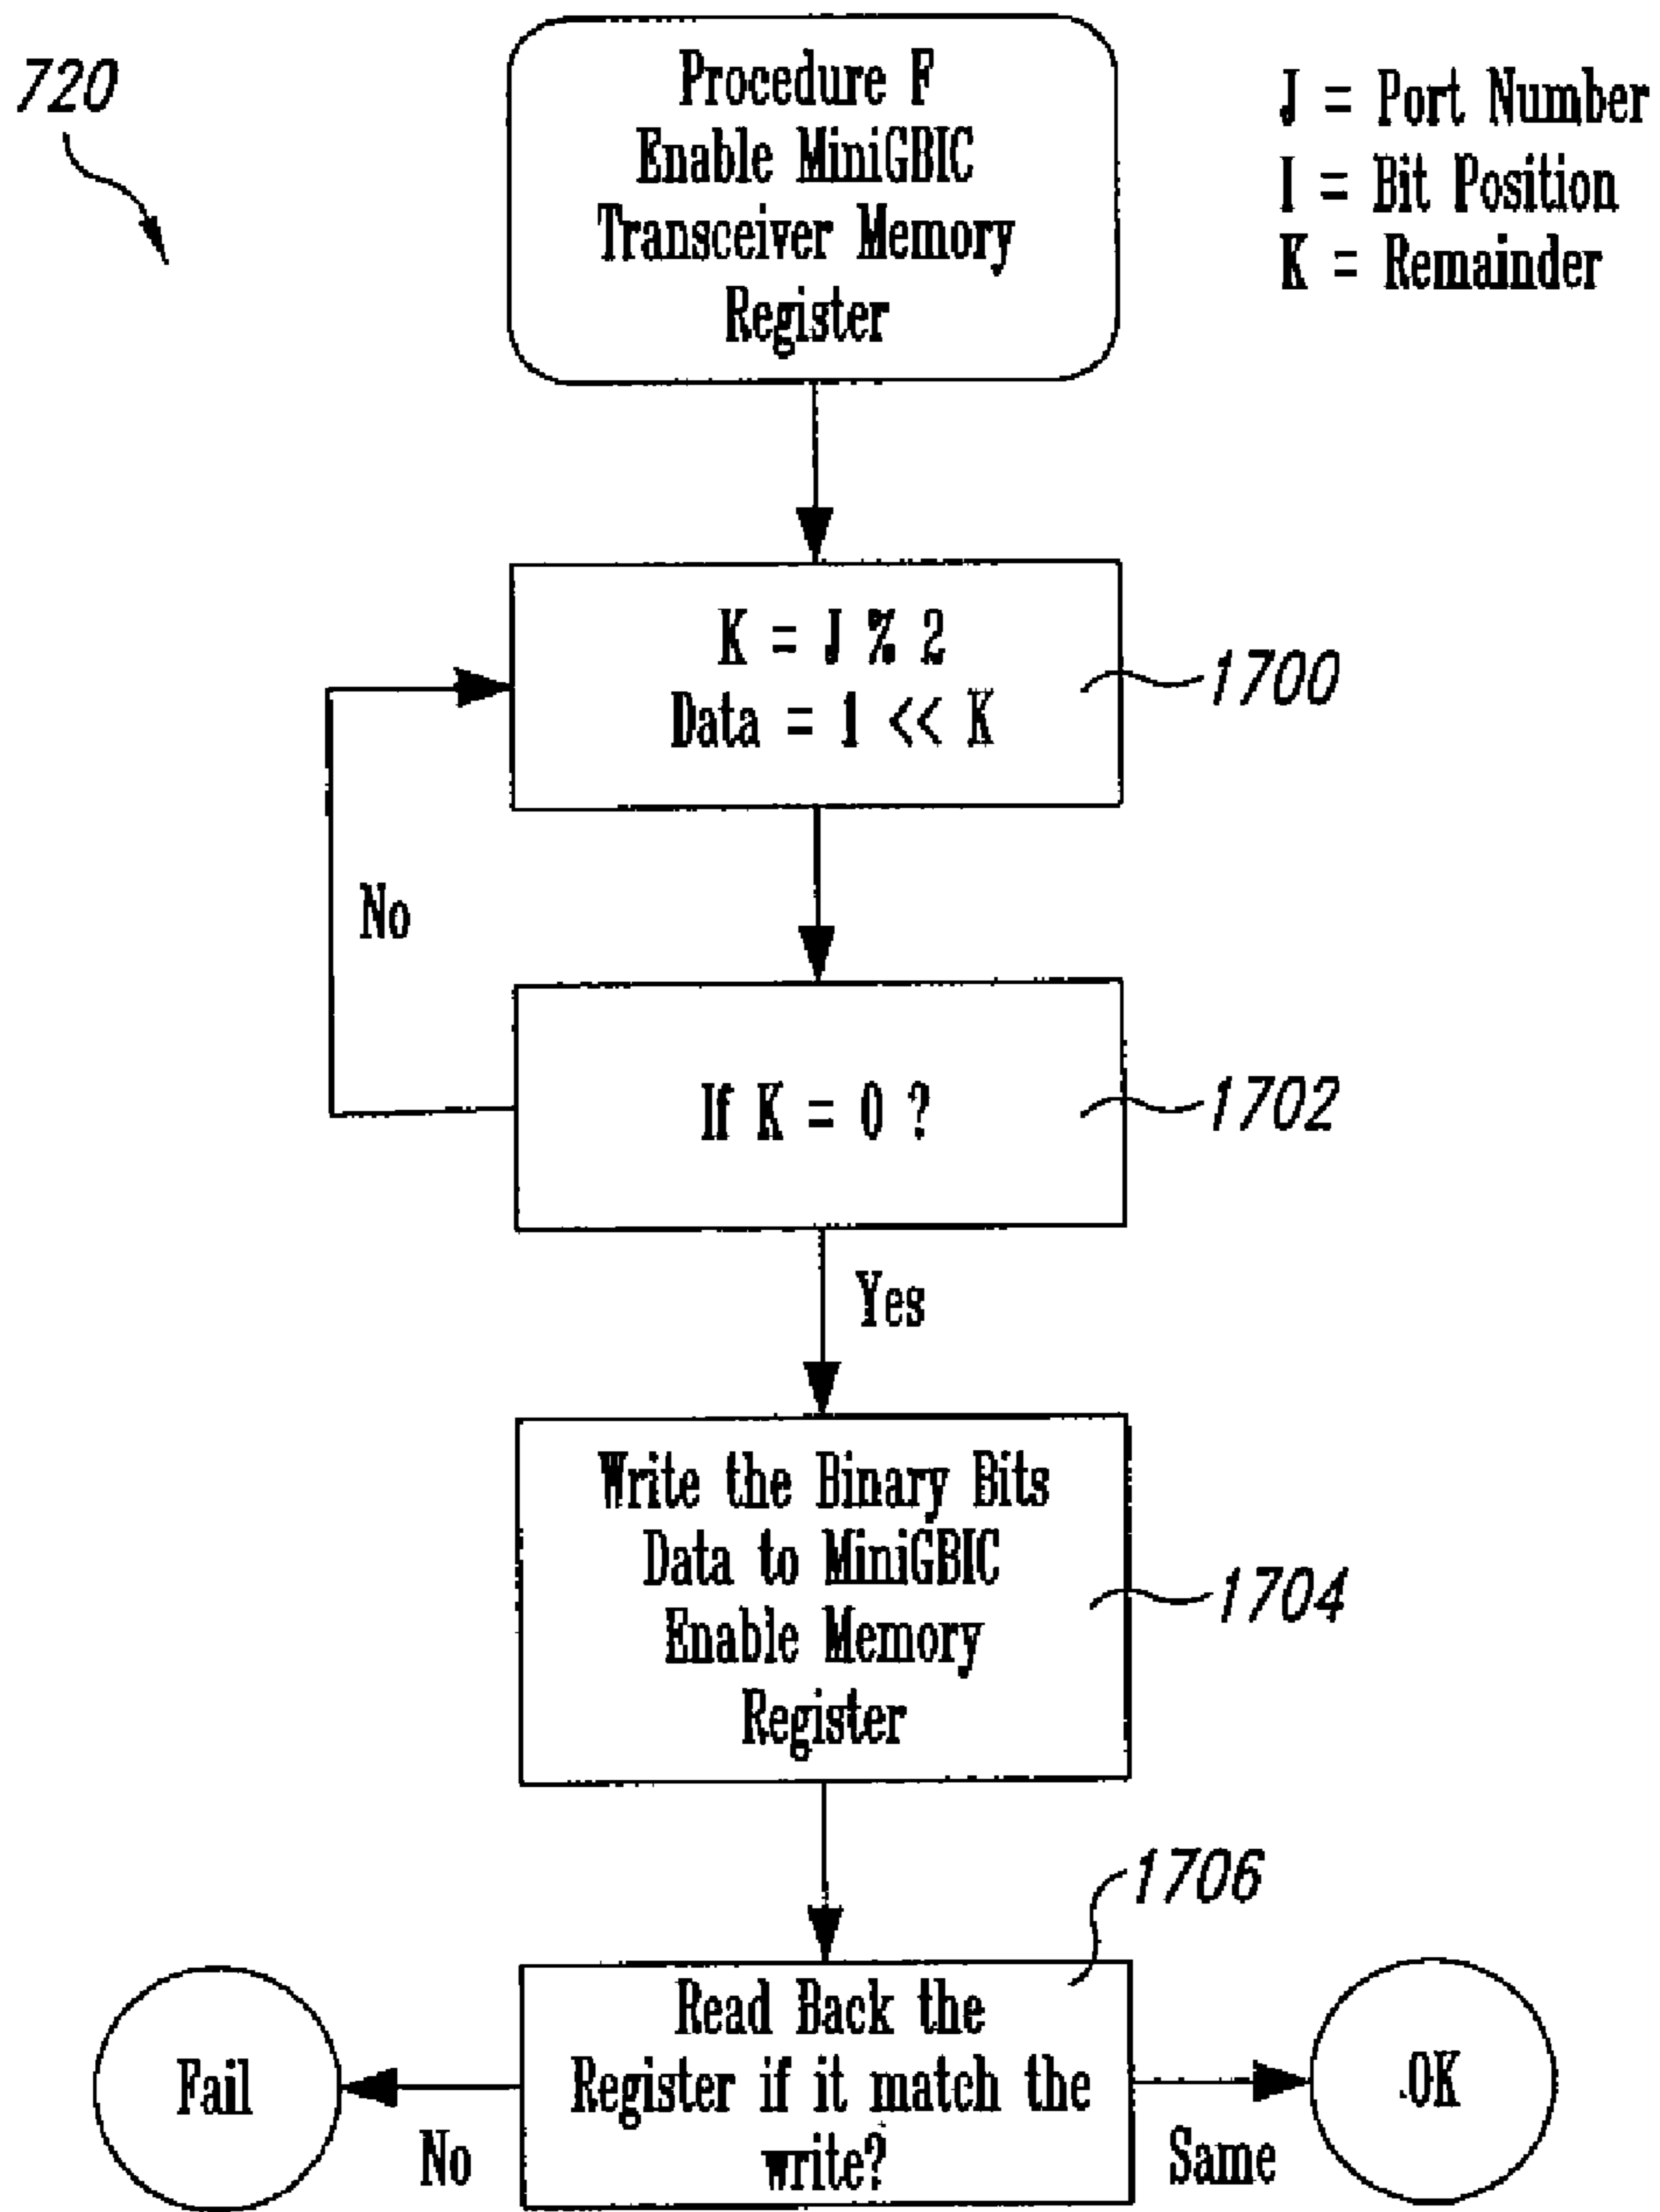 720
Procedure F
Enable MiniGBIC
Transceiver Memory
Register
J = Port Number
I = Bit Position
K = Remainder
K = J % 2
Data = 1 << K
1700
No
If K = 0 ?
1702
Yes
Write the Binary Bits
Data to MiniGBIC
Enable Memory
Register
1704
1706
Read Back the
Register if it match the
write?
Fail
No
Same
OK